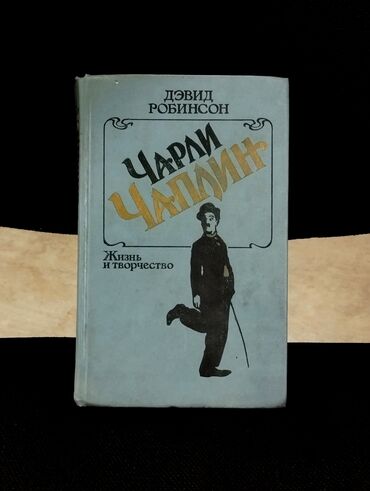 ДЭВИД
РОБИНСОН
ЧАРЛИ
ЧАПЛИН
Жизнь
и творчество